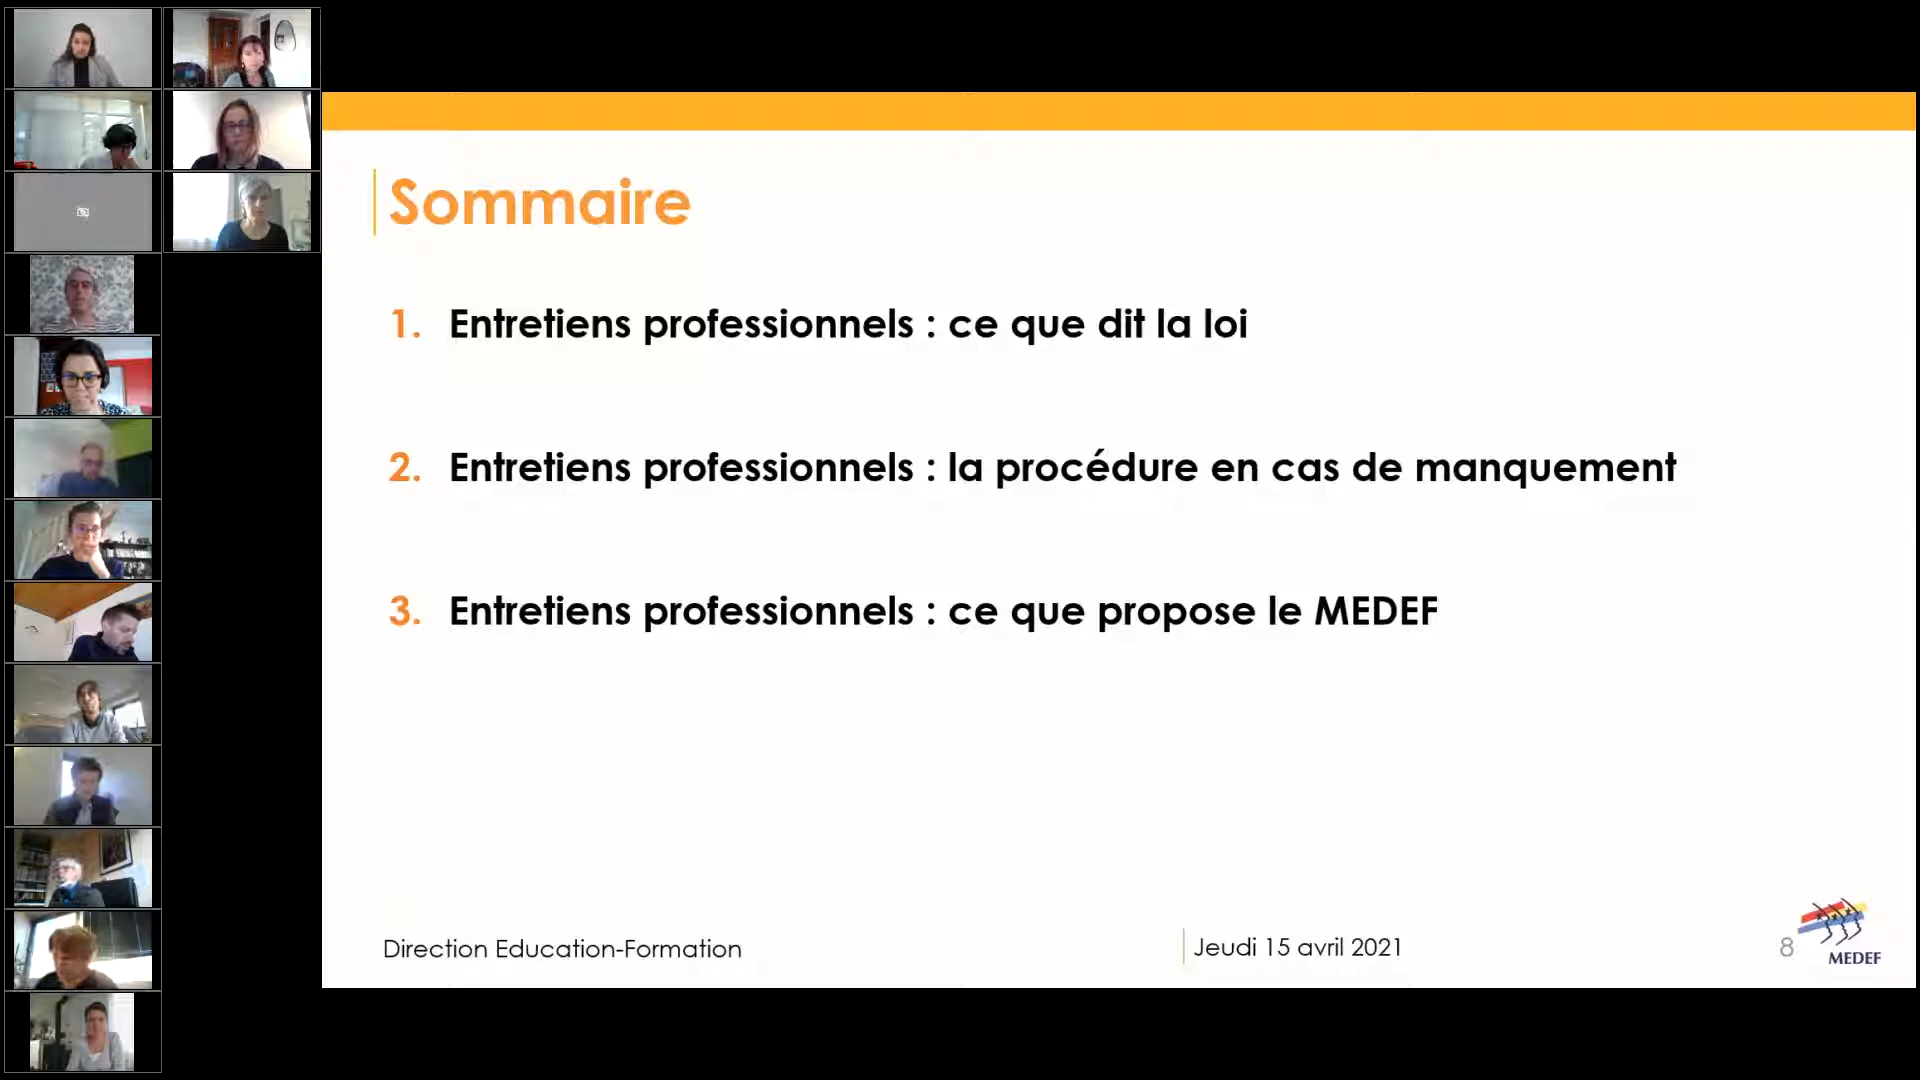 Sommaire
1. Entretiens professionnels : ce que dit la loi
2. Entretiens professionnels : la procédure en cas de manquement
3. Entretiens professionnels : ce que propose le MEDEF
Direction Education-Formation
Jeudi 15 avril 2021
8
MEDEF